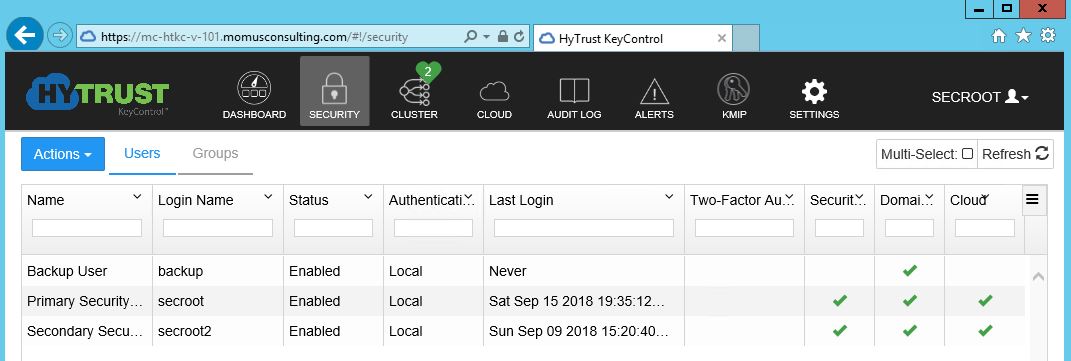 https://mc-htkc-v-101.momusconsulting.com/#!/security HyTrust KeyControl
HYTRUST
KeyControl™
2
DASHBOARD SECURITY CLUSTER CLOUD AUDIT LOG ALERTS KMIP SETTINGS SECROOT
Actions Users Groups Multi-Select: Refresh
Name Login Name Status Authenticati... Last Login Two-Factor Au... Securit... Domai... Cloud
Backup User backup Enabled Local Never
Primary Security... secroot Enabled Local Sat Sep 15 2018 19:35:12...
Secondary Secu... secroot2 Enabled Local Sun Sep 09 2018 15:20:40...